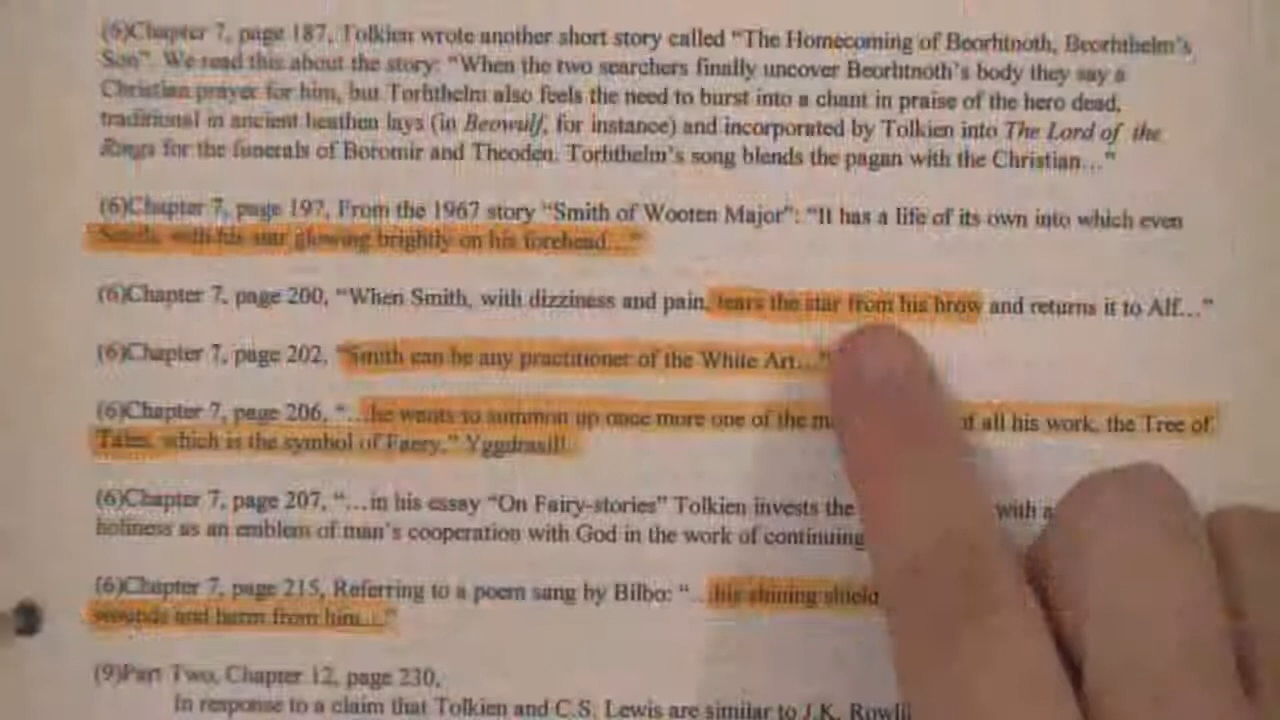 (6)Chapter 7, page 187, Tolkien wrote another short story called “The Homecoming of Beorhtnoth, Beorhthelm’s
Son”. We read this about the story: “When the two searchers finally uncover Beorhtnoth’s body they say a
Christian prayer for him, but Torhthelm also feels the need to burst into a chant in praise of the hero dead,
traditional in ancient heathen lays (in Beowulf, for instance) and incorporated by Tolkien into The Lord of the
Rings for the funerals of Boromir and Theoden. Torhthelm’s song blends the pagan with the Christian...”
(6)Chapter 7, page 197, From the 1967 story “Smith of Wooten Major”: “It has a life of its own into which even
Smith, with his star glowing brightly on his forehead...”
(6)Chapter 7, page 200, “When Smith, with dizziness and pain, tears the star from his brow and returns it to Alf...”
(6)Chapter 7, page 202, “Smith can be any practitioner of the White Art...”
(6)Chapter 7, page 206, “...he wants to summon up once more one of the of all his work, the Tree of
Tales, which is the symbol of Faery.” Yggdrasill.
(6)Chapter 7, page 207, “...in his essay “On Fairy-stories” Tolkien invests the with a
holiness as an emblem of man’s cooperation with God in the work of continuing
(6)Chapter 7, page 215, Referring to a poem sung by Bilbo: “...his shining shield
wounds and harm from him...”
(9)Part Two, Chapter 12, page 230,
In response to a claim that Tolkien and C.S. Lewis are similar to J.K.